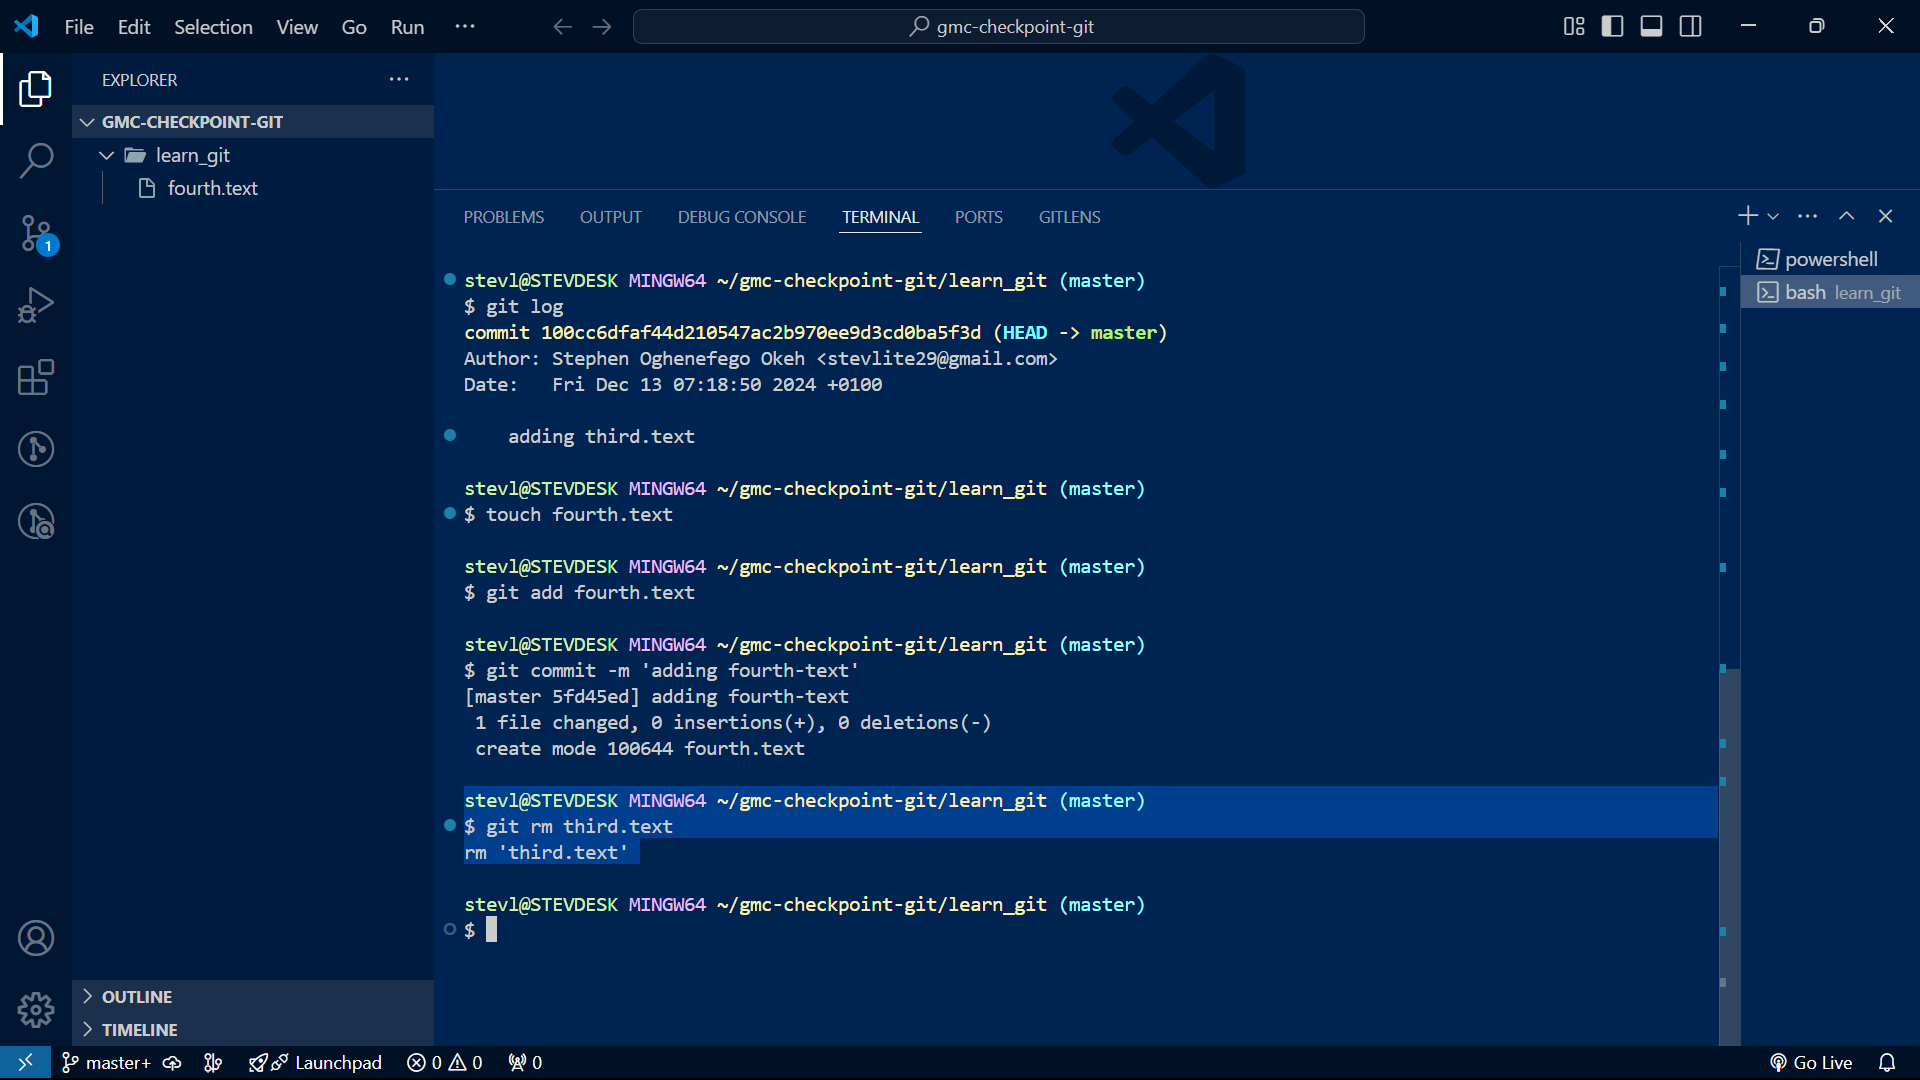 File Edit Selection View Go Run ···
gmc-checkpoint-git
EXPLORER ···
GMC-CHECKPOINT-GIT
learn_git
fourth.text
1
PROBLEMS OUTPUT DEBUG CONSOLE TERMINAL PORTS GITLENS
powershell
bash learn_git
stevl@STEVDESK MINGW64 ~/gmc-checkpoint-git/learn_git (master)
$ git log
commit 100cc6dfaf44d210547ac2b970ee9d3cd0ba5f3d (HEAD -> master)
Author: Stephen Oghenefego Okeh <stevlite29@gmail.com>
Date:   Fri Dec 13 07:18:50 2024 +0100
adding third.text
stevl@STEVDESK MINGW64 ~/gmc-checkpoint-git/learn_git (master)
$ touch fourth.text
stevl@STEVDESK MINGW64 ~/gmc-checkpoint-git/learn_git (master)
$ git add fourth.text
stevl@STEVDESK MINGW64 ~/gmc-checkpoint-git/learn_git (master)
$ git commit -m 'adding fourth-text'
[master 5fd45ed] adding fourth-text
1 file changed, 0 insertions(+), 0 deletions(-)
create mode 100644 fourth.text
stevl@STEVDESK MINGW64 ~/gmc-checkpoint-git/learn_git (master)
$ git rm third.text
rm 'third.text'
stevl@STEVDESK MINGW64 ~/gmc-checkpoint-git/learn_git (master)
$
OUTLINE
TIMELINE
master+ Launchpad 0 0 0 Go Live